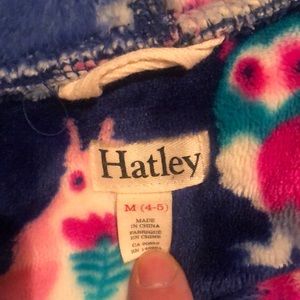 Hatley
M (4-5)
MADE
IN CHINA
FABRIQUÉ
EN CHINE